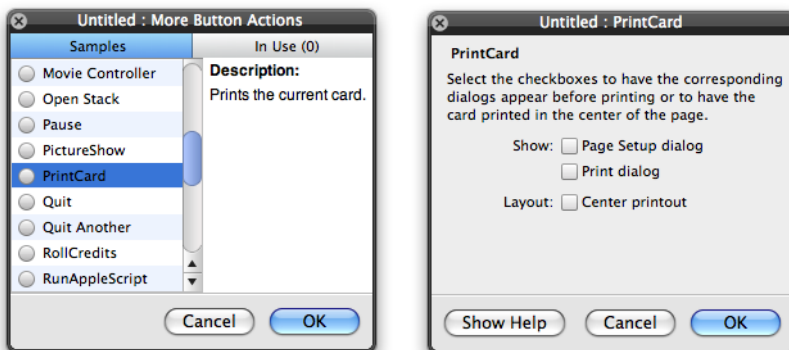 Untitled : More Button Actions
Samples
In Use (0)
Movie Controller
Open Stack
Pause
PictureShow
PrintCard
Quit
Quit Another
RollCredits
RunAppleScript
Description:
Prints the current card.
Cancel
OK
Untitled : PrintCard
PrintCard
Select the checkboxes to have the corresponding
dialogs appear before printing or to have the
card printed in the center of the page.
Show: Page Setup dialog
Print dialog
Layout: Center printout
Show Help
Cancel
OK